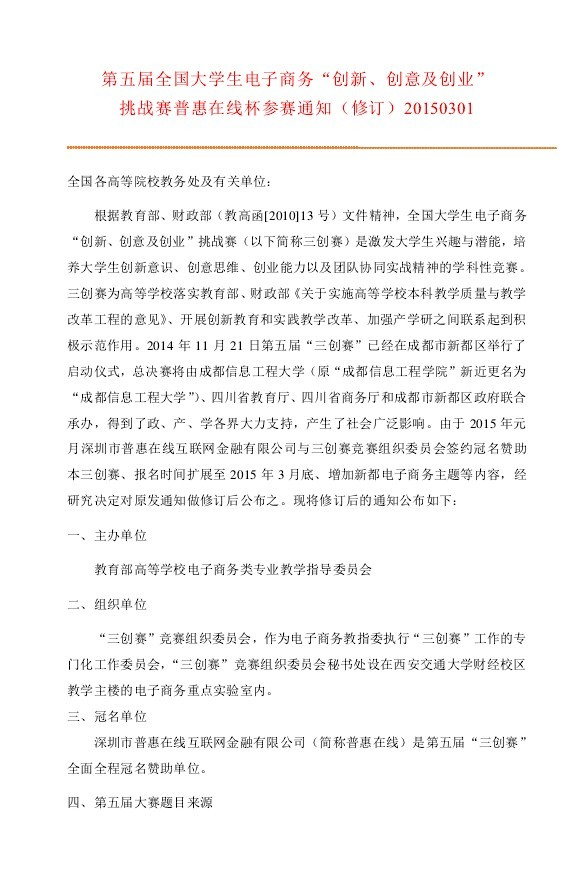 第五届全国大学生电子商务“创新、创意及创业”
挑战赛普惠在线杯参赛通知（修订）20150301
全国各高等院校教务处及有关单位：
根据教育部、财政部（教高函[2010]13 号）文件精神，全国大学生电子商务
“创新、创意及创业”挑战赛（以下简称三创赛）是激发大学生兴趣与潜能，培
养大学生创新意识、创意思维、创业能力以及团队协同实战精神的学科性竞赛。
三创赛为高等学校落实教育部、财政部《关于实施高等学校本科教学质量与教学
改革工程的意见》、开展创新教育和实践教学改革、加强产学研之间联系起到积
极示范作用。2014 年 11 月 21 日第五届“三创赛”已经在成都市新都区举行了
启动仪式，总决赛将由成都信息工程大学（原“成都信息工程学院”新近更名为
“成都信息工程大学”）、四川省教育厅、四川省商务厅和成都市新都区政府联合
承办，得到了政、产、学各界大力支持，产生了社会广泛影响。由于 2015 年元
月深圳市普惠在线互联网金融有限公司与三创赛竞赛组织委员会签约冠名赞助
本三创赛、报名时间扩展至 2015 年 3 月底、增加新都电子商务主题等内容，经
研究决定对原发通知做修订后公布之。现将修订后的通知公布如下：
一、主办单位
教育部高等学校电子商务类专业教学指导委员会
二、组织单位
“三创赛”竞赛组织委员会，作为电子商务教指委执行“三创赛”工作的专
门化工作委员会，“三创赛”竞赛组织委员会秘书处设在西安交通大学财经校区
教学主楼的电子商务重点实验室内。
三、冠名单位
深圳市普惠在线互联网金融有限公司（简称普惠在线）是第五届“三创赛”
全面全程冠名赞助单位。
四、第五届大赛题目来源